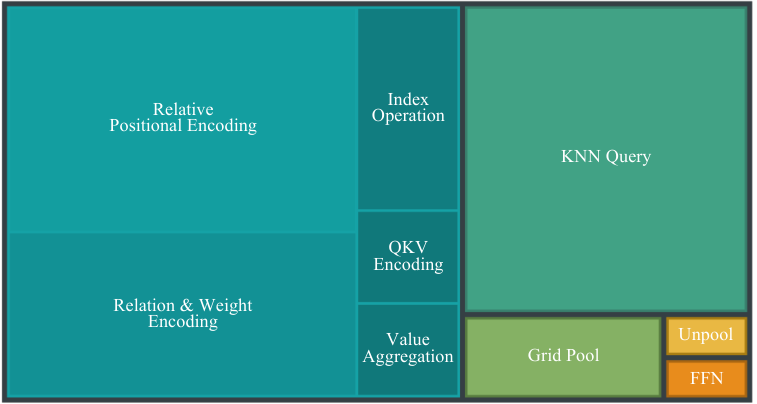 Relative
Positional Encoding
Relation & Weight
Encoding
Index
Operation
QKV
Encoding
Value
Aggregation
KNN Query
Grid Pool
Unpool
FFN